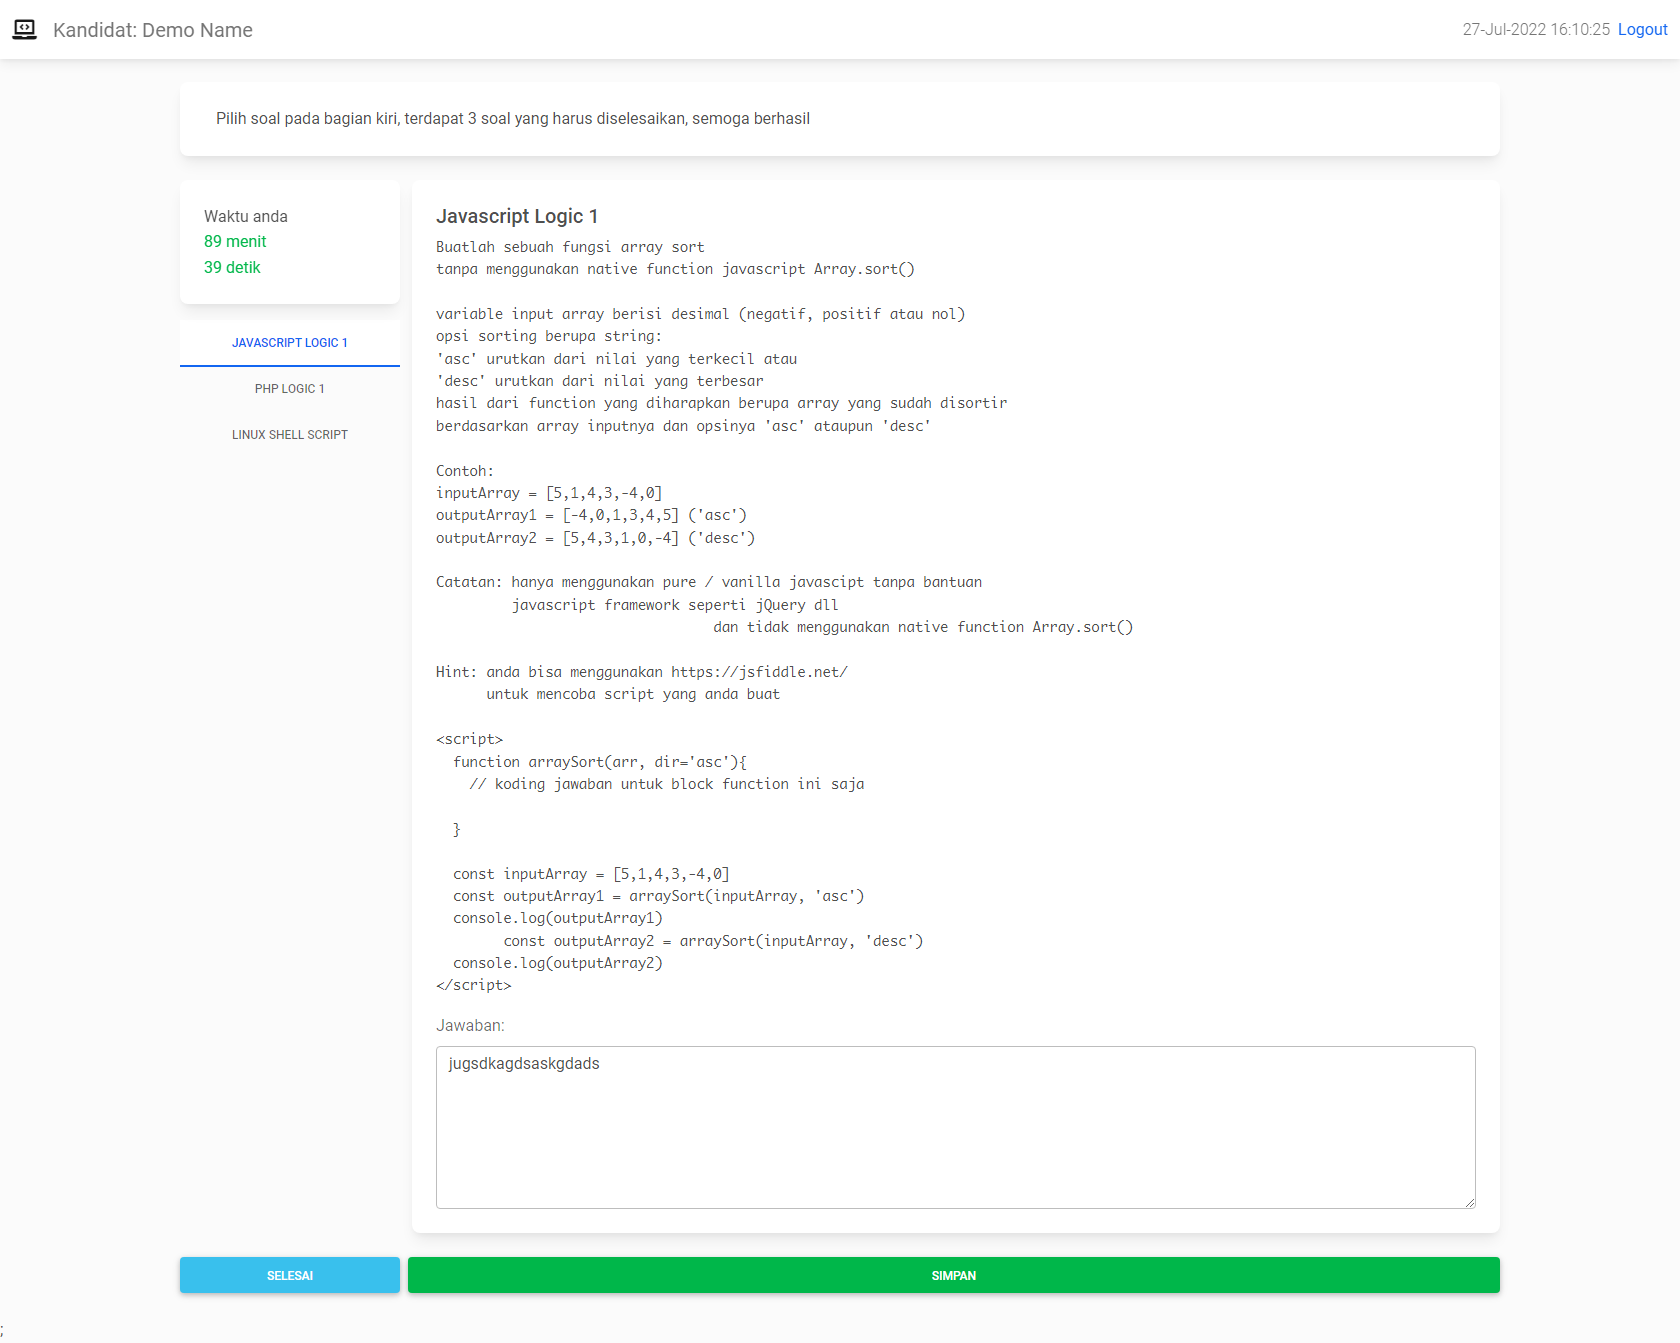 Kandidat: Demo Name
27-Jul-2022 16:10:25 Logout
Pilih soal pada bagian kiri, terdapat 3 soal yang harus diselesaikan, semoga berhasil
Waktu anda
89 menit
39 detik
JAVASCRIPT LOGIC 1
PHP LOGIC 1
LINUX SHELL SCRIPT
Javascript Logic 1
Buatlah sebuah fungsi array sort
tanpa menggunakan native function javascript Array.sort()
variable input array berisi desimal (negatif, positif atau nol)
opsi sorting berupa string:
'asc' urutkan dari nilai yang terkecil atau
'desc' urutkan dari nilai yang terbesar
hasil dari function yang diharapkan berupa array yang sudah disortir
berdasarkan array inputnya dan opsinya 'asc' ataupun 'desc'
Contoh:
inputArray = [5,1,4,3,-4,0]
outputArray1 = [-4,0,1,3,4,5] ('asc')
outputArray2 = [5,4,3,1,0,-4] ('desc')
Catatan: hanya menggunakan pure / vanilla javascipt tanpa bantuan
javascript framework seperti jQuery dll
dan tidak menggunakan native function Array.sort()
Hint: anda bisa menggunakan https://jsfiddle.net/
untuk mencoba script yang anda buat
<script>
function arraySort(arr, dir='asc'){
// koding jawaban untuk block function ini saja
}
const inputArray = [5,1,4,3,-4,0]
const outputArray1 = arraySort(inputArray, 'asc')
console.log(outputArray1)
const outputArray2 = arraySort(inputArray, 'desc')
console.log(outputArray2)
</script>
Jawaban:
jugsdkagdsaskgdads
SELESAI
SIMPAN
;